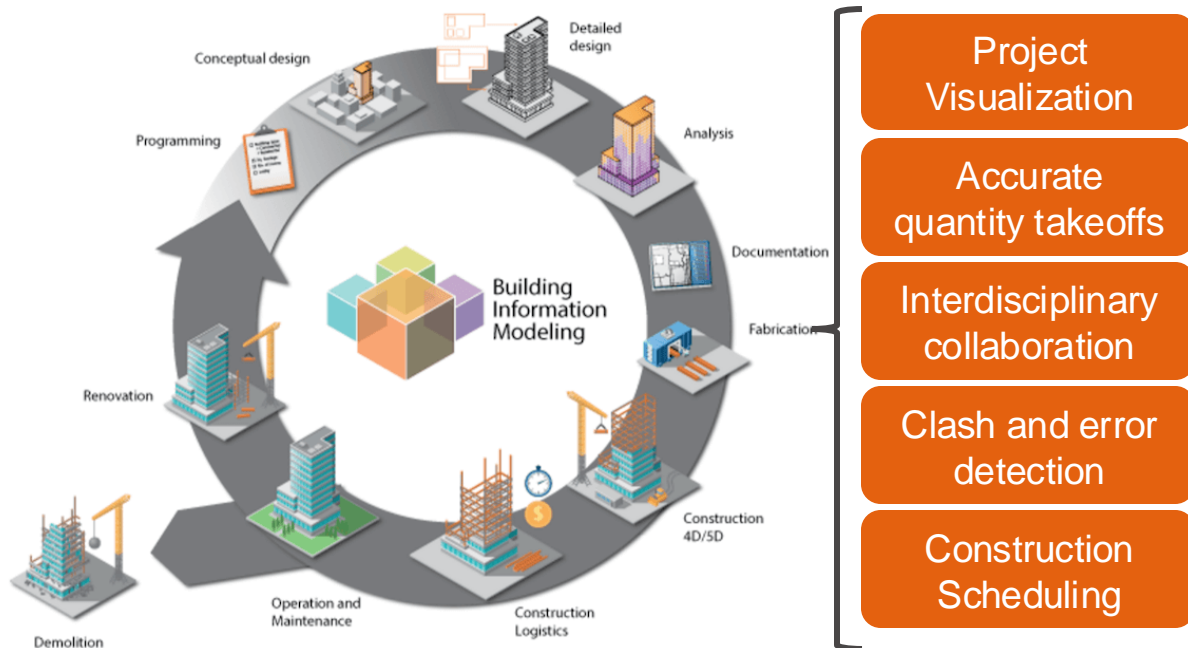 Conceptual design
Detailed
design
Programming
Analysis
Documentation
Building
Information
Modeling
Fabrication
Renovation
Construction
4D/5D
Operation and
Maintenance
Construction
Logistics
Demolition
$
Project
Visualization
Accurate
quantity takeoffs
Interdisciplinary
collaboration
Clash and error
detection
Construction
Scheduling